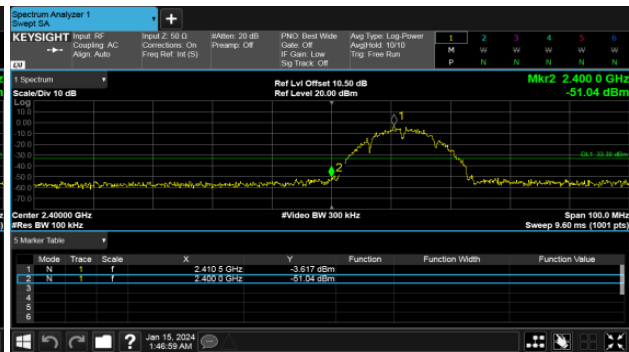 Spectrum Analyzer 1
Swept SA
+
KEYSIGHT Input: RF Input Z: 50 Ω #Atten: 20 dB PNO: Best Wide Avg Type: Log-Power 1 2 3 4 5 6
Coupling: AC Corrections: On Preamp: Off Gate: Off Avg|Hold: 10/10 M W W W W W
Align: Auto Freq Ref: Int (S) IF Gain: Low Trig: Free Run
Sig Track: Off P N N N N N
LXI
1 Spectrum
Ref Lvl Offset 10.50 dB Mkr2 2.400 0 GHz
Scale/Div 10 dB Ref Level 20.00 dBm -51.04 dBm
Log
10.0
0.00
-10.0
-20.0
-30.0
-40.0
-50.0
-60.0
-70.0
1
2
Center 2.40000 GHz #Video BW 300 kHz Span 100.0 MHz
#Res BW 100 kHz Sweep 9.60 ms (1001 pts)
5 Marker Table
Mode Trace Scale X Y Function Function Width Function Value
1 N 1 f 2.410 5 GHz -3.617 dBm
2 N 1 f 2.400 0 GHz -51.04 dBm
3
4
5
6
? Jan 15, 2024
1:46:59 AM